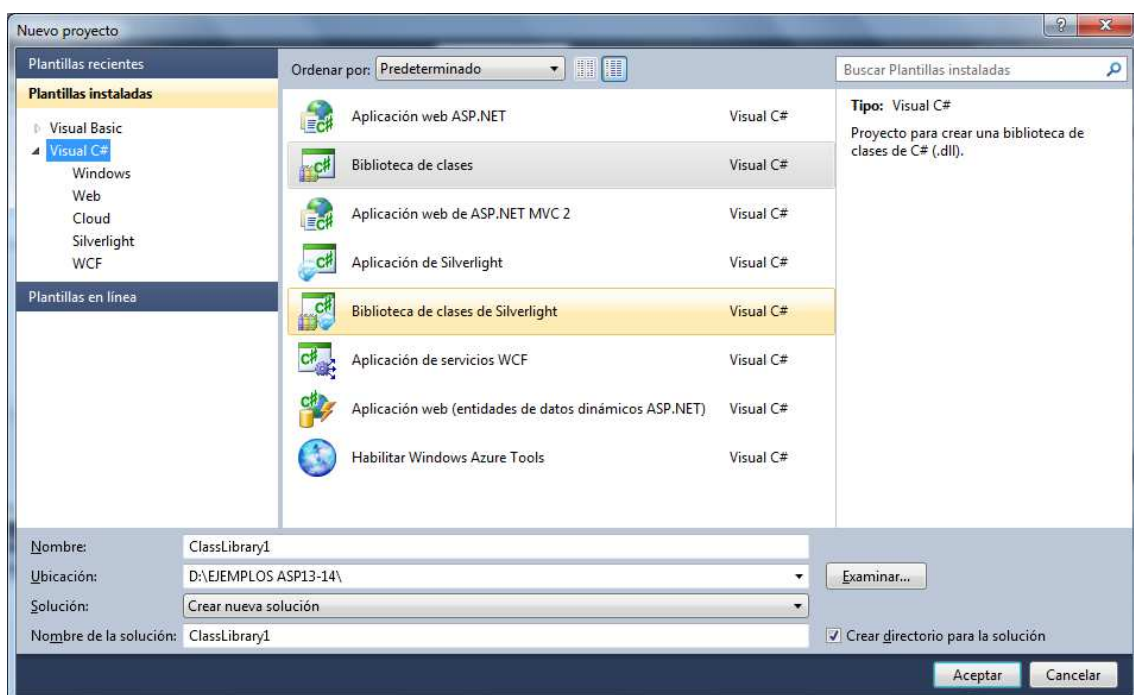 Nuevo proyecto
Plantillas recientes
Plantillas instaladas
Visual Basic
Visual C#
Windows
Web
Cloud
Silverlight
WCF
Plantillas en línea
Ordenar por: Predeterminado
Aplicación web ASP.NET Visual C#
Biblioteca de clases Visual C#
Aplicación web de ASP.NET MVC 2 Visual C#
Aplicación de Silverlight Visual C#
Biblioteca de clases de Silverlight Visual C#
Aplicación de servicios WCF Visual C#
Aplicación web (entidades de datos dinámicos ASP.NET) Visual C#
Habilitar Windows Azure Tools Visual C#
Buscar Plantillas instaladas
Tipo: Visual C#
Proyecto para crear una biblioteca de
clases de C# (.dll).
Nombre: ClassLibrary1
Ubicación: D:\EJEMPLOS ASP13-14\ Examinar...
Solución: Crear nueva solución
Nombre de la solución: ClassLibrary1 Crear directorio para la solución
Aceptar Cancelar